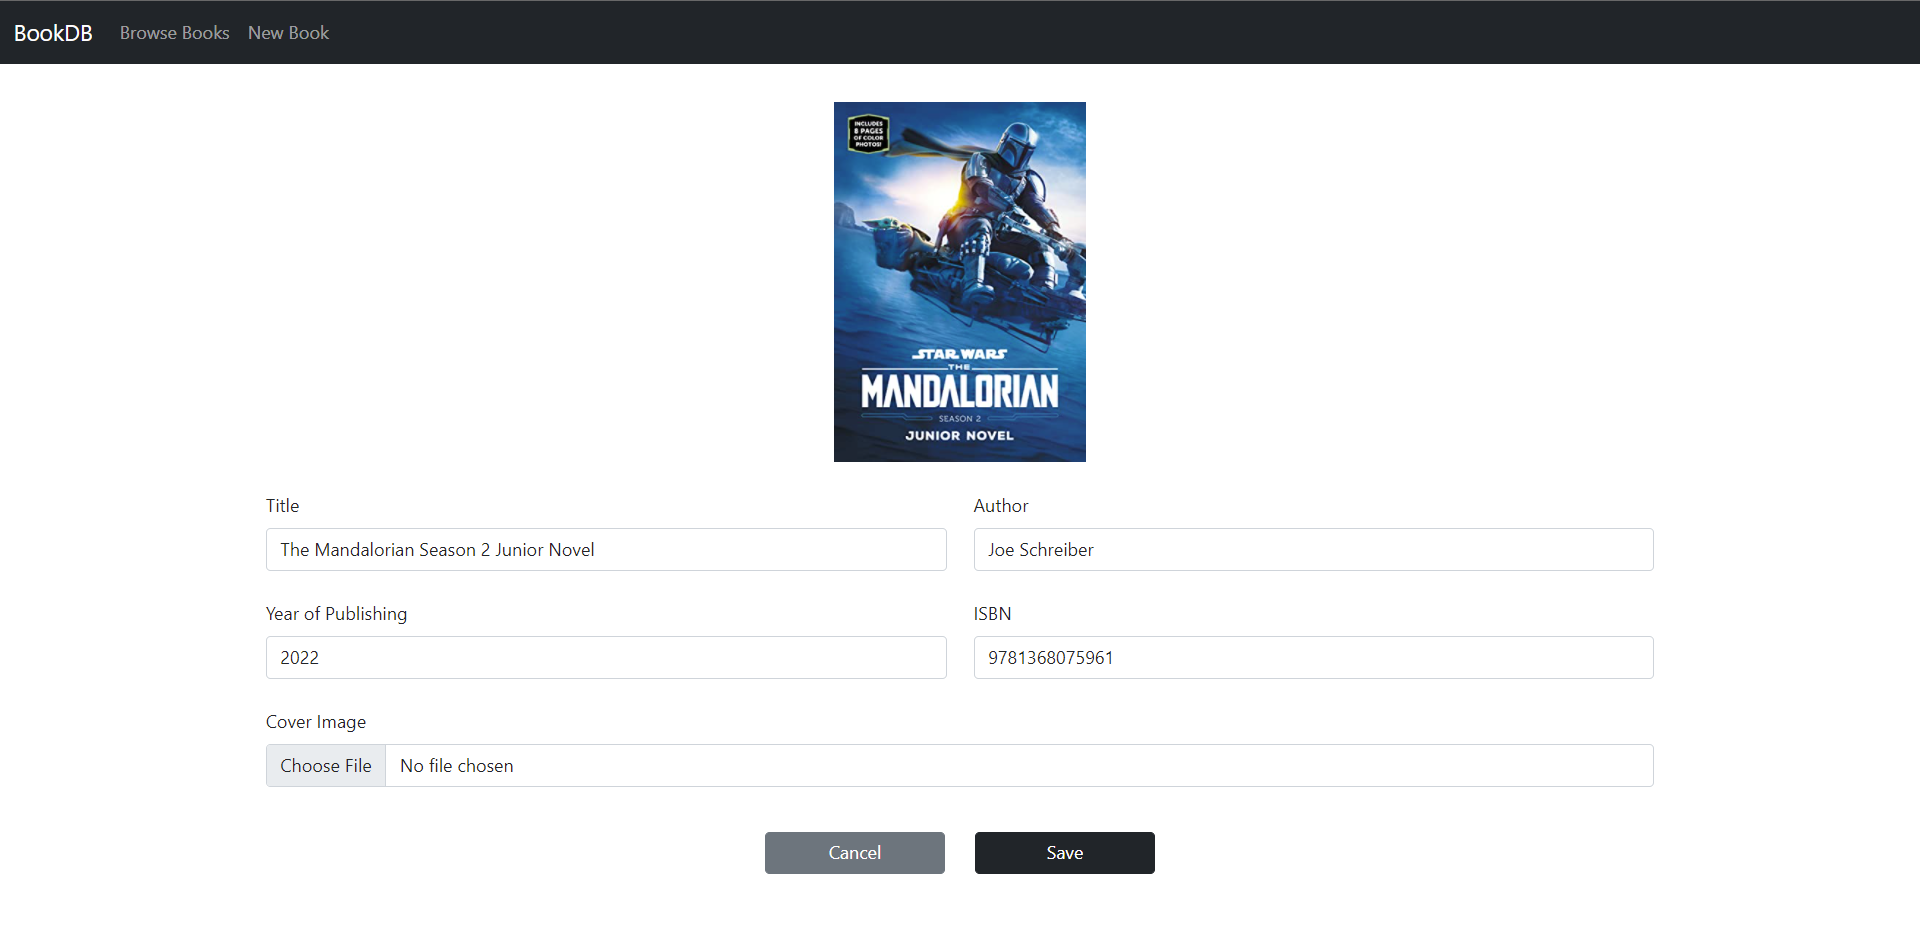 BookDB Browse Books New Book
INCLUDES
8 PAGES
OF COLOR
PHOTOS!
STAR WARS
THE
MANDALORIAN
SEASON 2
JUNIOR NOVEL
Title
The Mandalorian Season 2 Junior Novel
Author
Joe Schreiber
Year of Publishing
2022
ISBN
9781368075961
Cover Image
Choose File No file chosen
Cancel Save